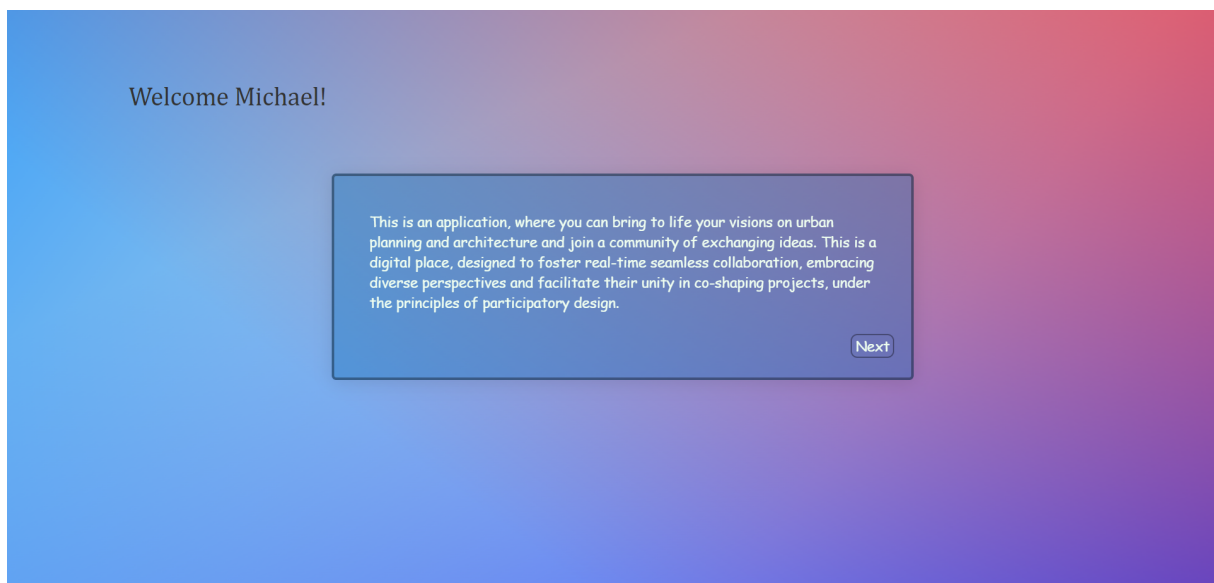 Welcome Michael!
This is an application, where you can bring to life your visions on urban
planning and architecture and join a community of exchanging ideas. This is a
digital place, designed to foster real-time seamless collaboration, embracing
diverse perspectives and facilitate their unity in co-shaping projects, under
the principles of participatory design.
Next